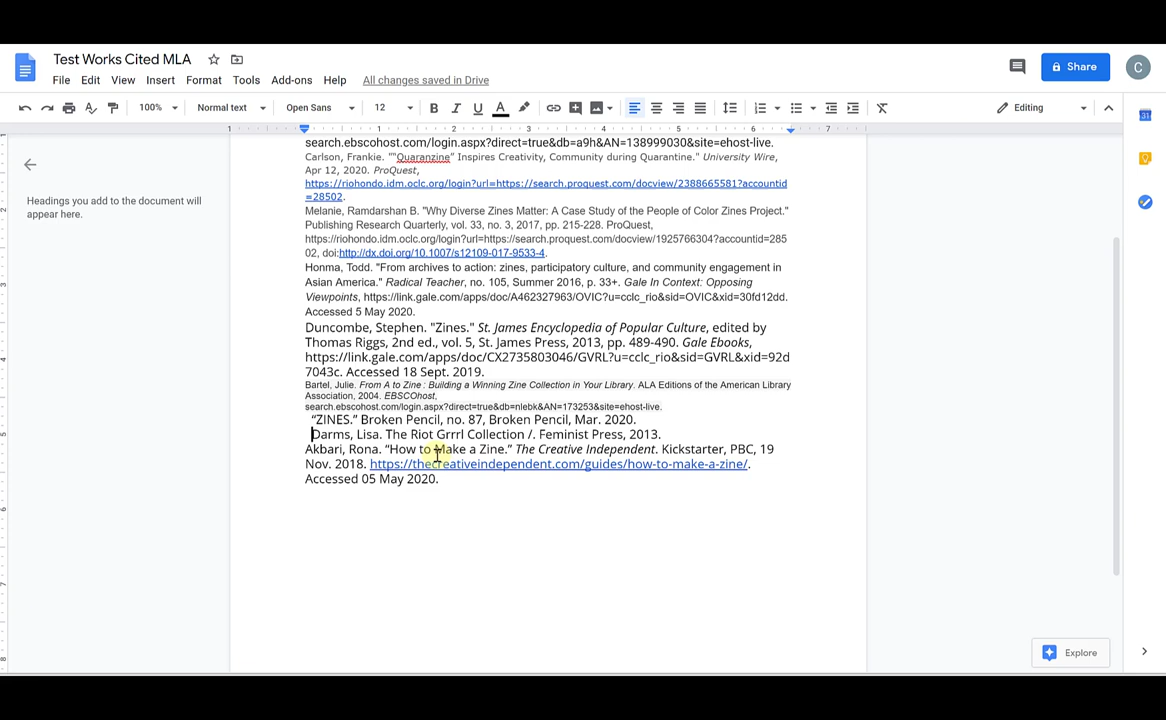 Test Works Cited MLA
File Edit View Insert Format Tools Add-ons Help All changes saved in Detail
Share
C
100% Normal text Open Sans 12 B I U A Editing
1 1 2 3 4 5 6 7
Headings you add to the document will
appear here.
search.ebscohost.com/login.aspx?direct=true&db=a9h&AN=138999030&site=ehost-live.
Carlson, Frankie. "“Quaranzine” Inspires Creativity, Community during Quarantine." University Wire,
Apr 12, 2020. ProQuest,
https://riohondo.idm.oclc.org/login?url=https://search.proquest.com/docview/2388665581?accountid
=28502.
Melanie, Ramdarshan B. "Why Diverse Zines Matter: A Case Study of the People of Color Zines Project."
Publishing Research Quarterly, vol. 33, no. 3, 2017, pp. 215-228. ProQuest,
https://riohondo.idm.oclc.org/login?url=https://search.proquest.com/docview/1925766304?accountid=285
02, doi:http://dx.doi.org/10.1007/s12109-017-9533-4.
Honma, Todd. "From archives to action: zines, participatory culture, and community engagement in
Asian America." Radical Teacher, no. 105, Summer 2016, p. 33+. Gale In Context: Opposing
Viewpoints, https://link.gale.com/apps/doc/A462327963/OVIC?u=cclc_rio&sid=OVIC&xid=30fd12dd.
Accessed 5 May 2020.
Duncombe, Stephen. "Zines." St. James Encyclopedia of Popular Culture, edited by
Thomas Riggs, 2nd ed., vol. 5, St. James Press, 2013, pp. 489-490. Gale Ebooks,
https://link.gale.com/apps/doc/CX2735803046/GVRL?u=cclc_rio&sid=GVRL&xid=92d
7043c. Accessed 18 Sept. 2019.
Bartel, Julie. From A to Zine : Building a Winning Zine Collection in Your Library. ALA Editions of the American Library
Association, 2004. EBSCOhost,
search.ebscohost.com/login.aspx?direct=true&db=nlebk&AN=173253&site=ehost-live.
“ZINES.” Broken Pencil, no. 87, Broken Pencil, Mar. 2020.
Darms, Lisa. The Riot Grrrl Collection /. Feminist Press, 2013.
Akbari, Rona. “How to Make a Zine.” The Creative Independent. Kickstarter, PBC, 19
Nov. 2018. https://thecreativeindependent.com/guides/how-to-make-a-zine/.
Accessed 05 May 2020.
Explore